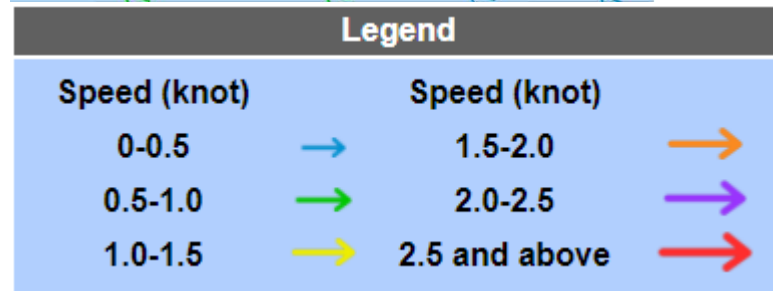 Legend
Speed (knot) Speed (knot)
0-0.5 1.5-2.0
0.5-1.0 2.0-2.5
1.0-1.5 2.5 and above